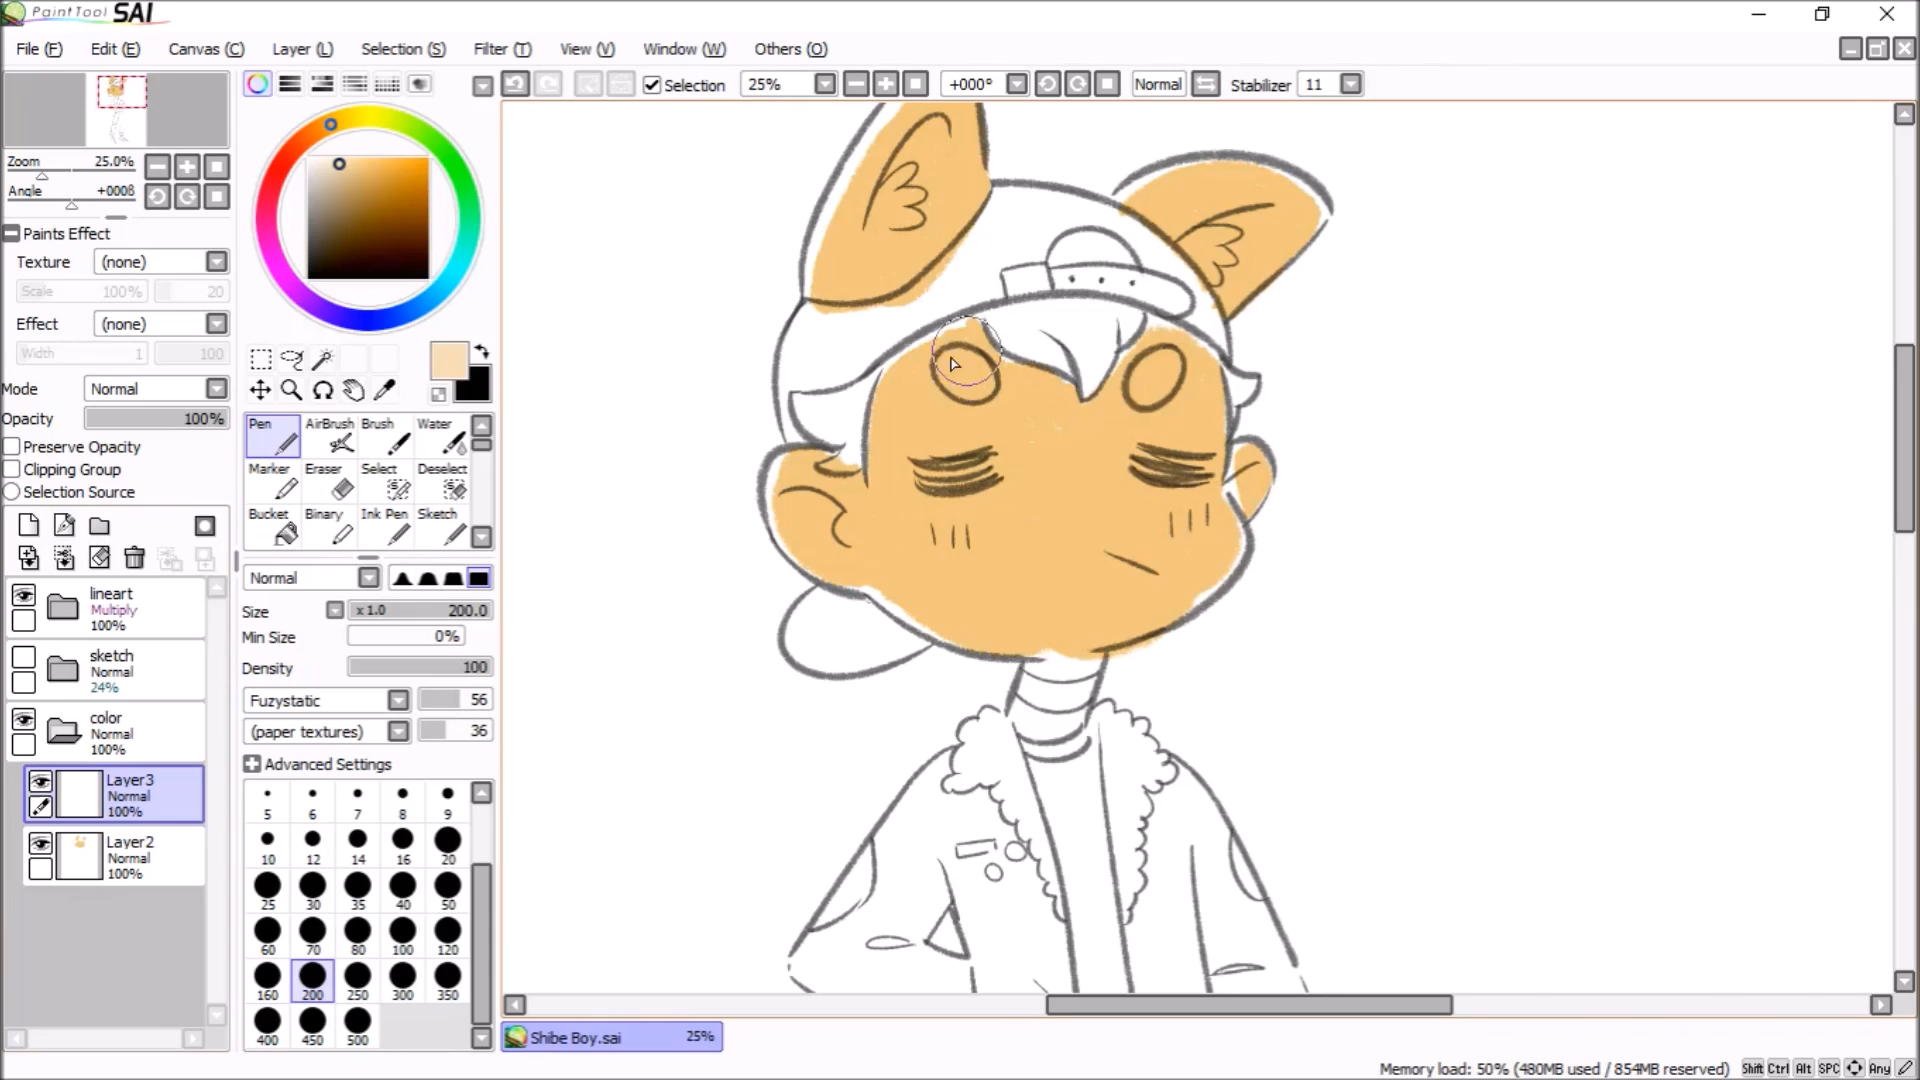 PaintTool SAI
File (F) Edit (E) Canvas (C) Layer (L) Selection (S) Filter (T) View (V) Window (W) Others (O)
Selection 25% +000° Normal Stabilizer 11
Zoom 25.0%
Angle +000ß
Paints Effect
Texture (none)
Scale 100% 20
Effect (none)
Width 1 100
Mode Normal
Opacity 100%
Preserve Opacity
Clipping Group
Selection Source
lineart
Multiply
100%
sketch
Normal
24%
color
Normal
100%
Layer3
Normal
100%
Layer2
Normal
100%
Pen AirBrush Brush Water
Marker Eraser Select Deselect
Bucket Binary Ink Pen Sketch
Normal
Size x 1.0 200.0
Min Size 0%
Density 100
Fuzystatic 56
(paper textures) 36
Advanced Settings
5 6 7 8 9
10 12 14 16 20
25 30 35 40 50
60 70 80 100 120
160 200 250 300 350
400 450 500
Shibe Boy.sai 25%
Memory load: 50% (480MB used / 854MB reserved) Shift Ctrl Alt SPC Any